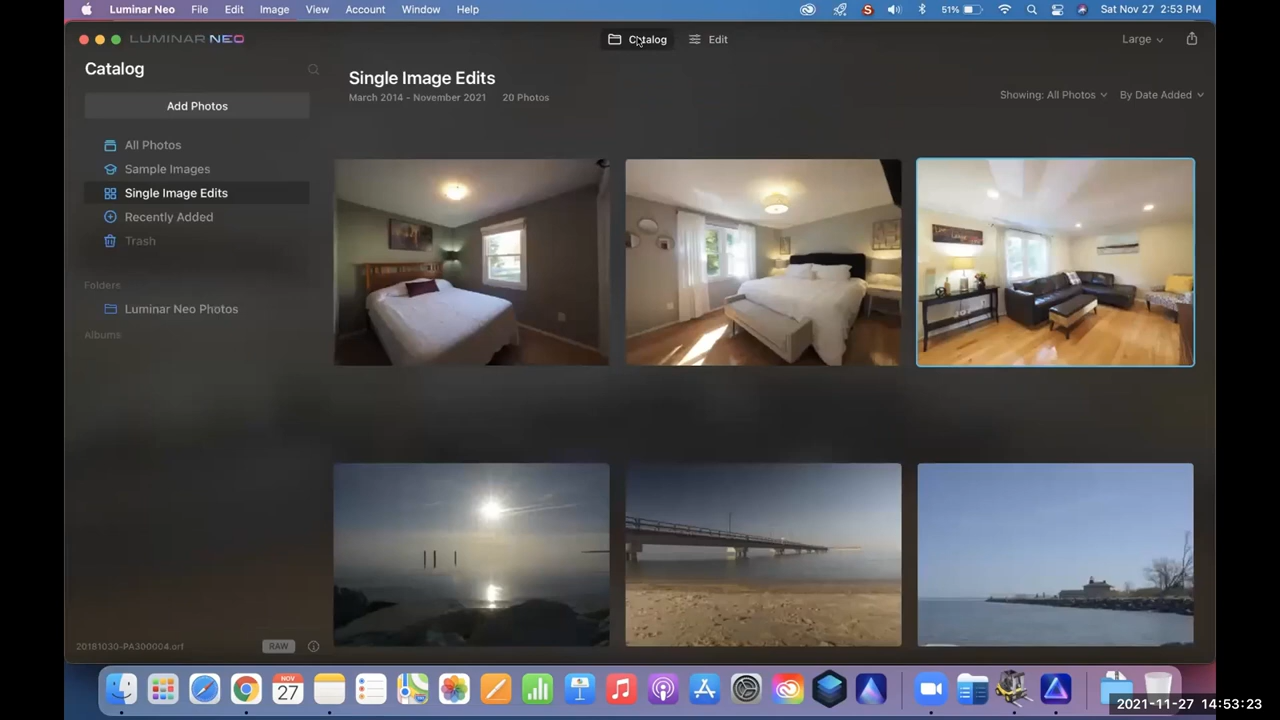 Luminar Neo File Edit Image View Account Window Help 51% Sat Nov 27 2:53 PM
LUMINAR NEO Catalog Edit Large
Catalog
Single Image Edits
March 2014 - November 2021 20 Photos
Showing: All Photos By Date Added
Add Photos
All Photos
Sample Images
Single Image Edits
Recently Added
Trash
Folders
Luminar Neo Photos
Albums
20181030-PA300004.orf RAW
NOV
27
2021-11-27 14:53:23